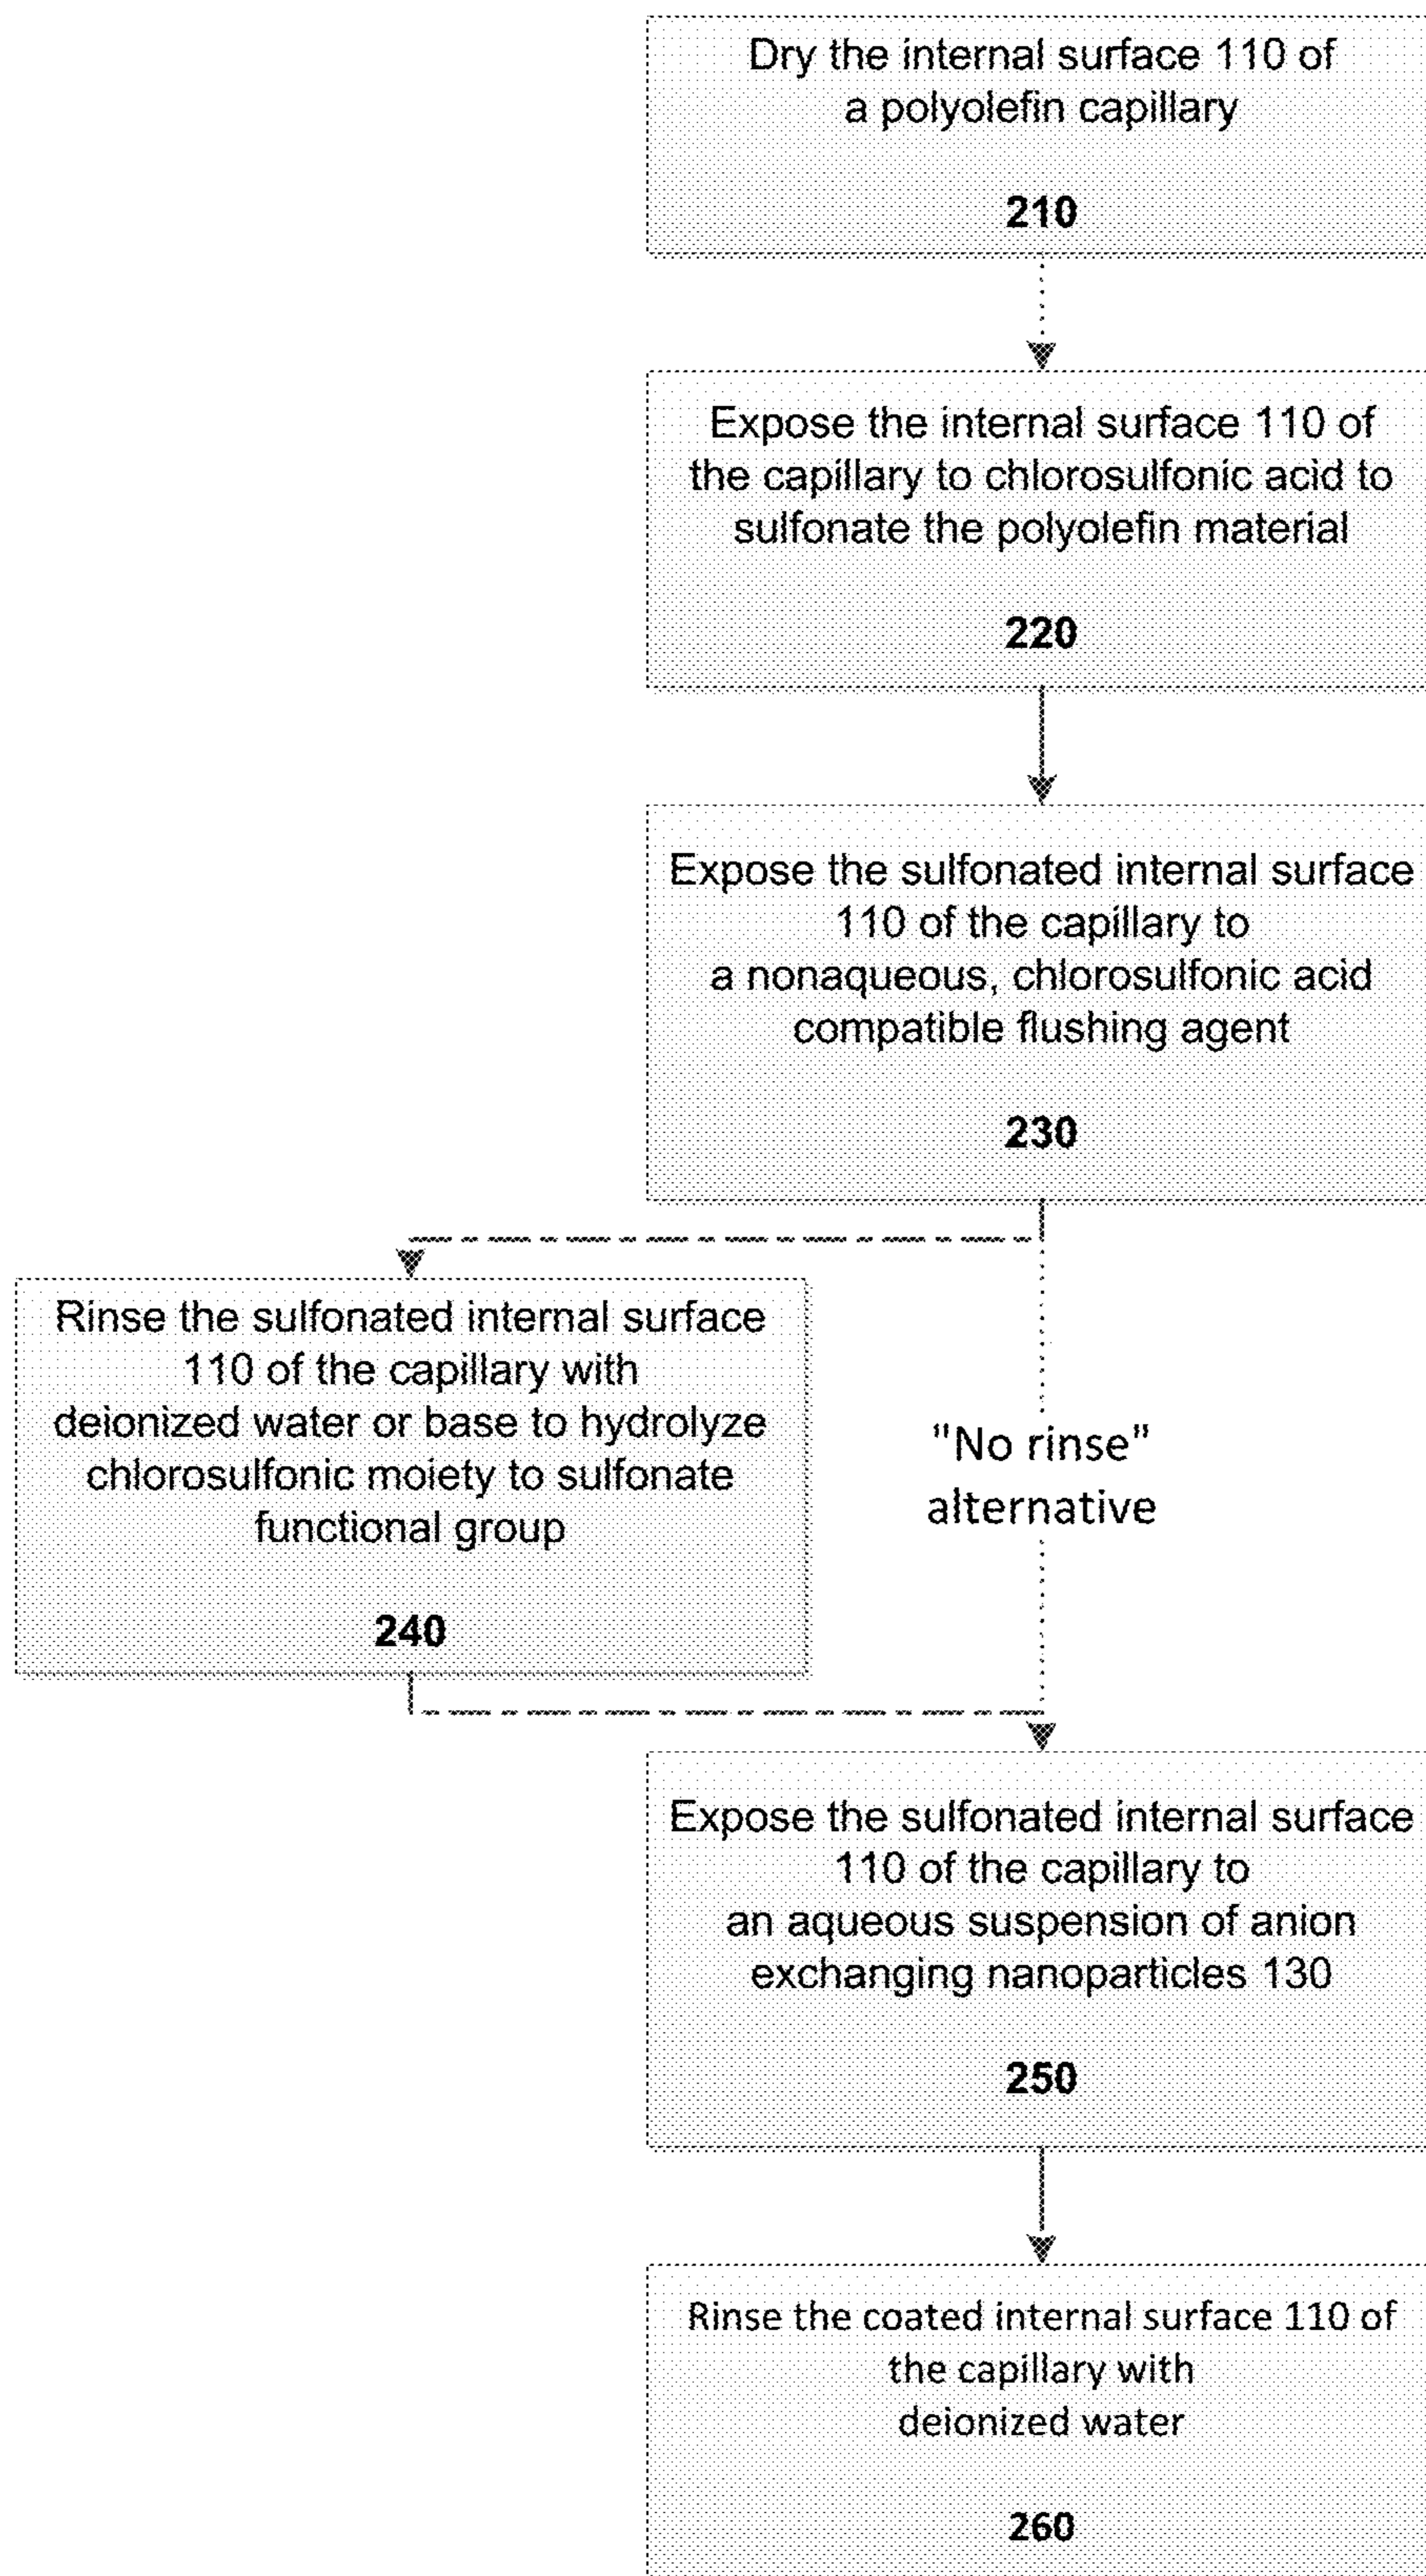 Dry the internal surface 110 of
a polyolefin capillary
210
Expose the internal surface 110 of
the capillary to chlorosulfonic acid to
sulfonate the polyolefin material
220
Expose the sulfonated internal surface
110 of the capillary to
a nonaqueous, chlorosulfonic acid
compatible flushing agent
230
Rinse the sulfonated internal surface
110 of the capillary with
deionized water or base to hydrolyze
chlorosulfonic moiety to sulfonate
functional group
240
"No rinse"
alternative
Expose the sulfonated internal surface
110 of the capillary to
an aqueous suspension of anion
exchanging nanoparticles 130
250
Rinse the coated internal surface 110 of
the capillary with
deionized water
260